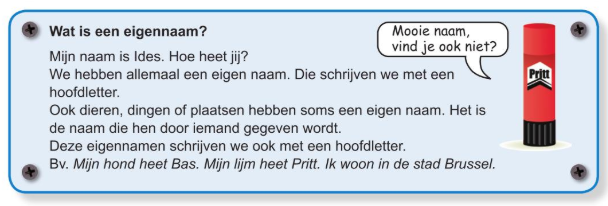 Wat is een eigennaam?
Mooie naam,
vind je ook niet?
Mijn naam is Ides. Hoe heet jij?
We hebben allemaal een eigen naam. Die schrijven we met een
hoofdletter.
Ook dieren, dingen of plaatsen hebben soms een eigen naam. Het is
de naam die hen door iemand gegeven wordt.
Deze eigennamen schrijven we ook met een hoofdletter.
Bv. Mijn hond heet Bas. Mijn lijm heet Pritt. Ik woon in de stad Brussel.
Pritt